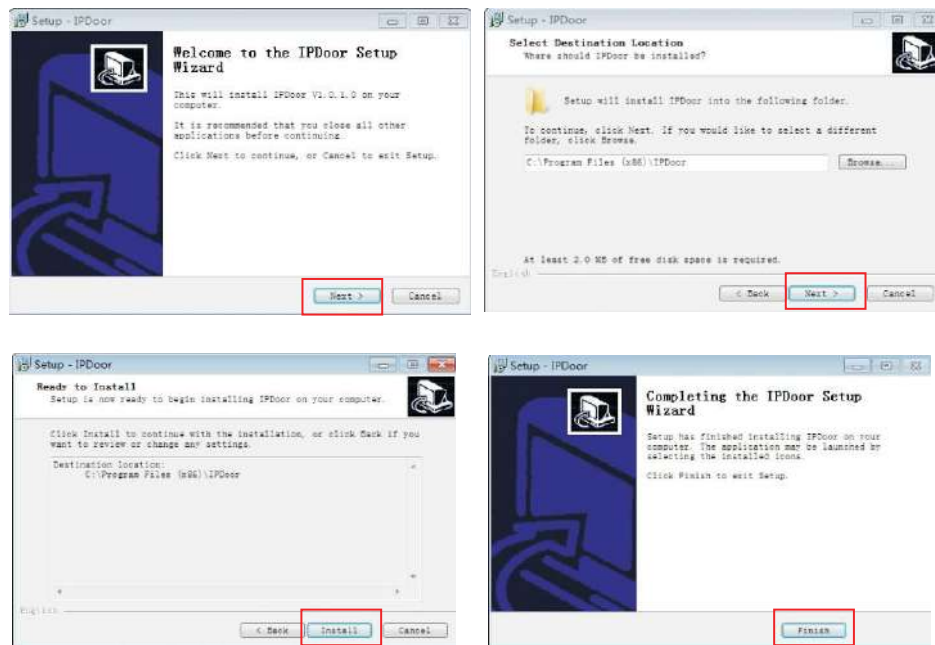 Setup - IPDoor
Welcome to the IPDoor Setup
Wizard
This will install IPDoor V1.0.1.0 on your
computer.
It is recommended that you close all other
applications before continuing.
Click Next to continue, or Cancel to exit Setup.
Next >
Cancel
Setup - IPDoor
Select Destination Location
Where should IPDoor be installed?
Setup will install IPDoor into the following folder.
To continue, click Next. If you would like to select a different
folder, click Browse.
C:\Program Files (x86)\IPDoor
Browse...
At least 2.0 MB of free disk space is required.
English
< Back
Next >
Cancel
Setup - IPDoor
Ready to Install
Setup is now ready to begin installing IPDoor on your computer.
Click Install to continue with the installation, or click Back if you
want to review or change any settings.
Destination location:
C:\Program Files (x86)\IPDoor
English
< Back
Install
Cancel
Setup - IPDoor
Completing the IPDoor Setup
Wizard
Setup has finished installing IPDoor on your
computer. The application may be launched by
selecting the installed icons.
Click Finish to exit Setup.
Finish